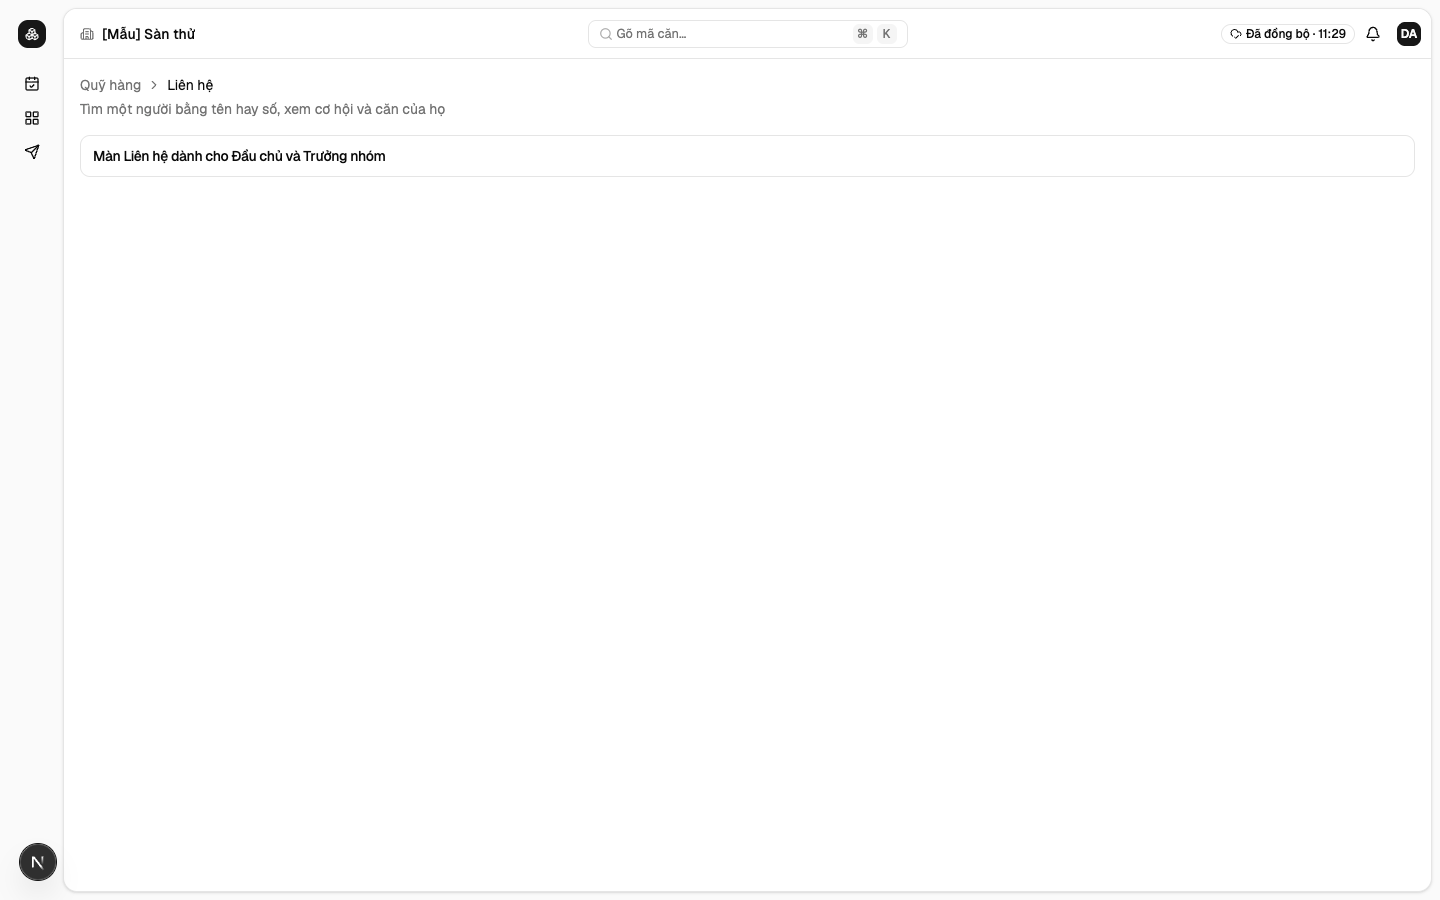 [Mẫu] Sàn thử
Gõ mã căn...
⌘ K
Đã đồng bộ · 11:29
DA
Quỹ hàng > Liên hệ
Tìm một người bằng tên hay số, xem cơ hội và căn của họ
Màn Liên hệ dành cho Đầu chủ và Trưởng nhóm
N